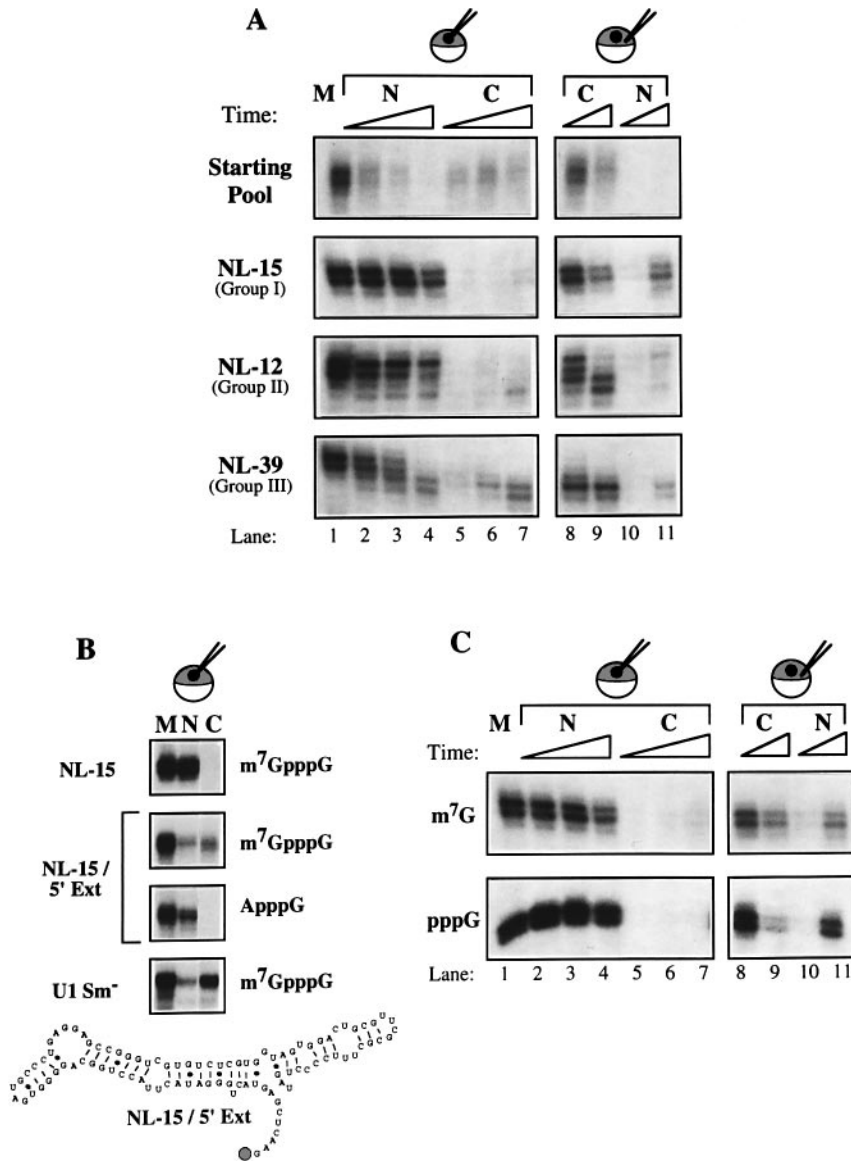 A
M N C C N
Time:
Starting Pool
NL-15 (Group I)
NL-12 (Group II)
NL-39 (Group III)
Lane: 1 2 3 4 5 6 7 8 9 10 11
B
M N C
NL-15 m⁷GpppG
NL-15 / 5' Ext
m⁷GpppG
ApppG
U1 Sm⁻ m⁷GpppG
NL-15 / 5' Ext
C
M N C C N
Time:
m⁷G
pppG
Lane: 1 2 3 4 5 6 7 8 9 10 11